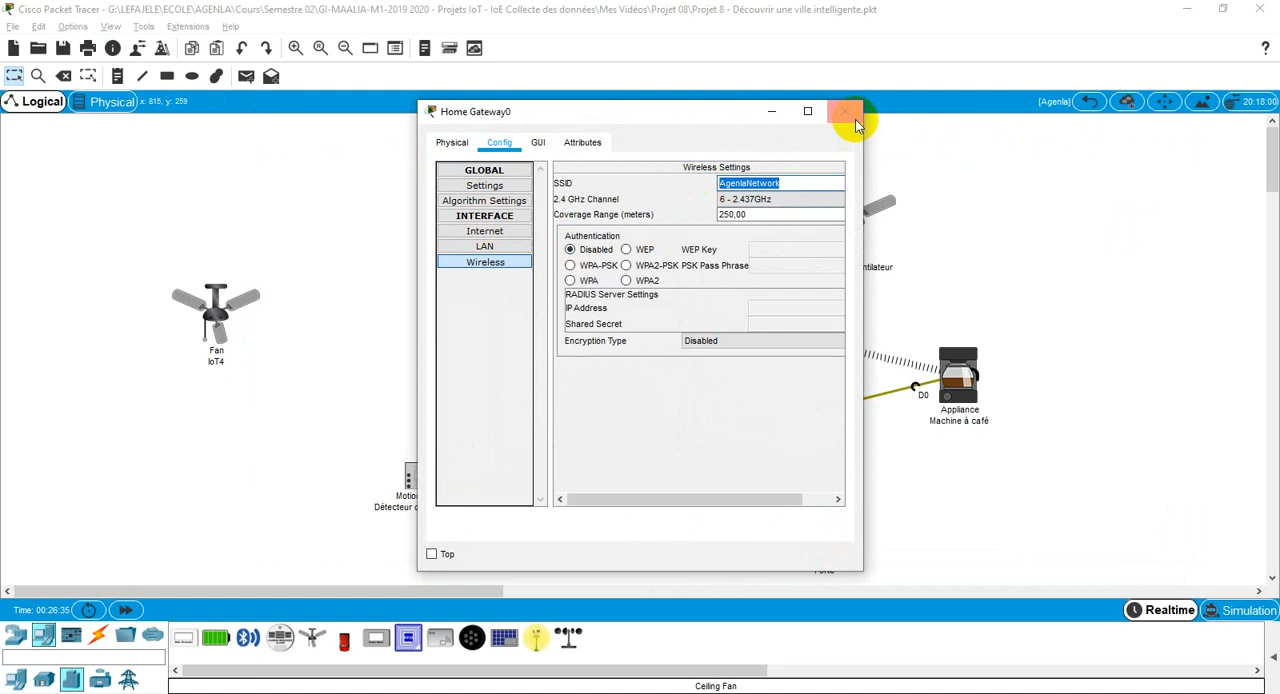 Cisco Packet Tracer - G:\LEFAJELE\ECOLE\AGENLA\Cours\Semestre 02\GI-MAALIA-M1-2019 2020 - Projets IoT - IoE Collecte des données\Mes Vidéos\Projet 08\Projet 8 - Découvrir une ville intelligente.pkt
File Edit Options View Tools Extensions Help
Logical Physical x: 815, y: 259 [Agenla] 20:18:00
Home Gateway0
Physical Config GUI Attributes
GLOBAL
Settings
Algorithm Settings
INTERFACE
Internet
LAN
Wireless
Wireless Settings
SSID AgenlaNetwork
2.4 GHz Channel 6 - 2.437GHz
Coverage Range (meters) 250,00
Authentication
Disabled WEP WEP Key
WPA-PSK WPA2-PSK PSK Pass Phrase
WPA WPA2
RADIUS Server Settings
IP Address
Shared Secret
Encryption Type Disabled
Top
Fan
IoT4
ntilateur
D0
Appliance
Machine à café
Motio
Détecteur d
Time: 00:26:35 Realtime Simulation
Ceiling Fan